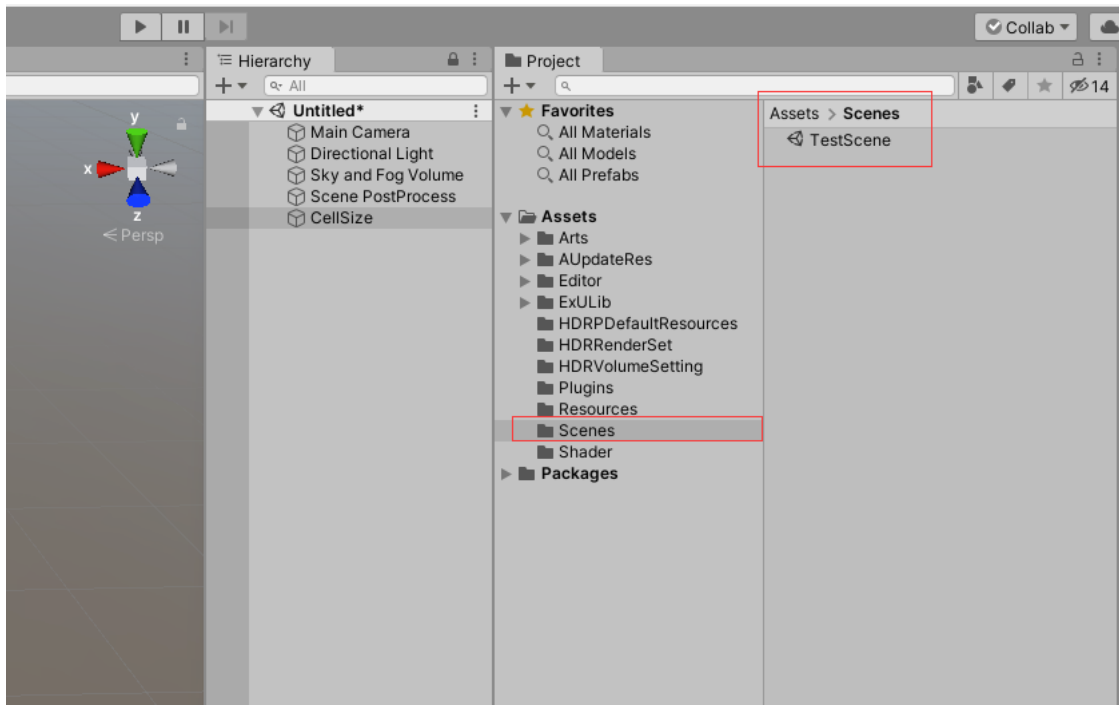 Collab
Hierarchy
Project
All
14
Untitled*
Main Camera
Directional Light
Sky and Fog Volume
Scene PostProcess
CellSize
y
x
z
Persp
Favorites
All Materials
All Models
All Prefabs
Assets
Arts
AUpdateRes
Editor
ExULib
HDRPDefaultResources
HDRRenderSet
HDRVolumeSetting
Plugins
Resources
Scenes
Shader
Packages
Assets > Scenes
TestScene